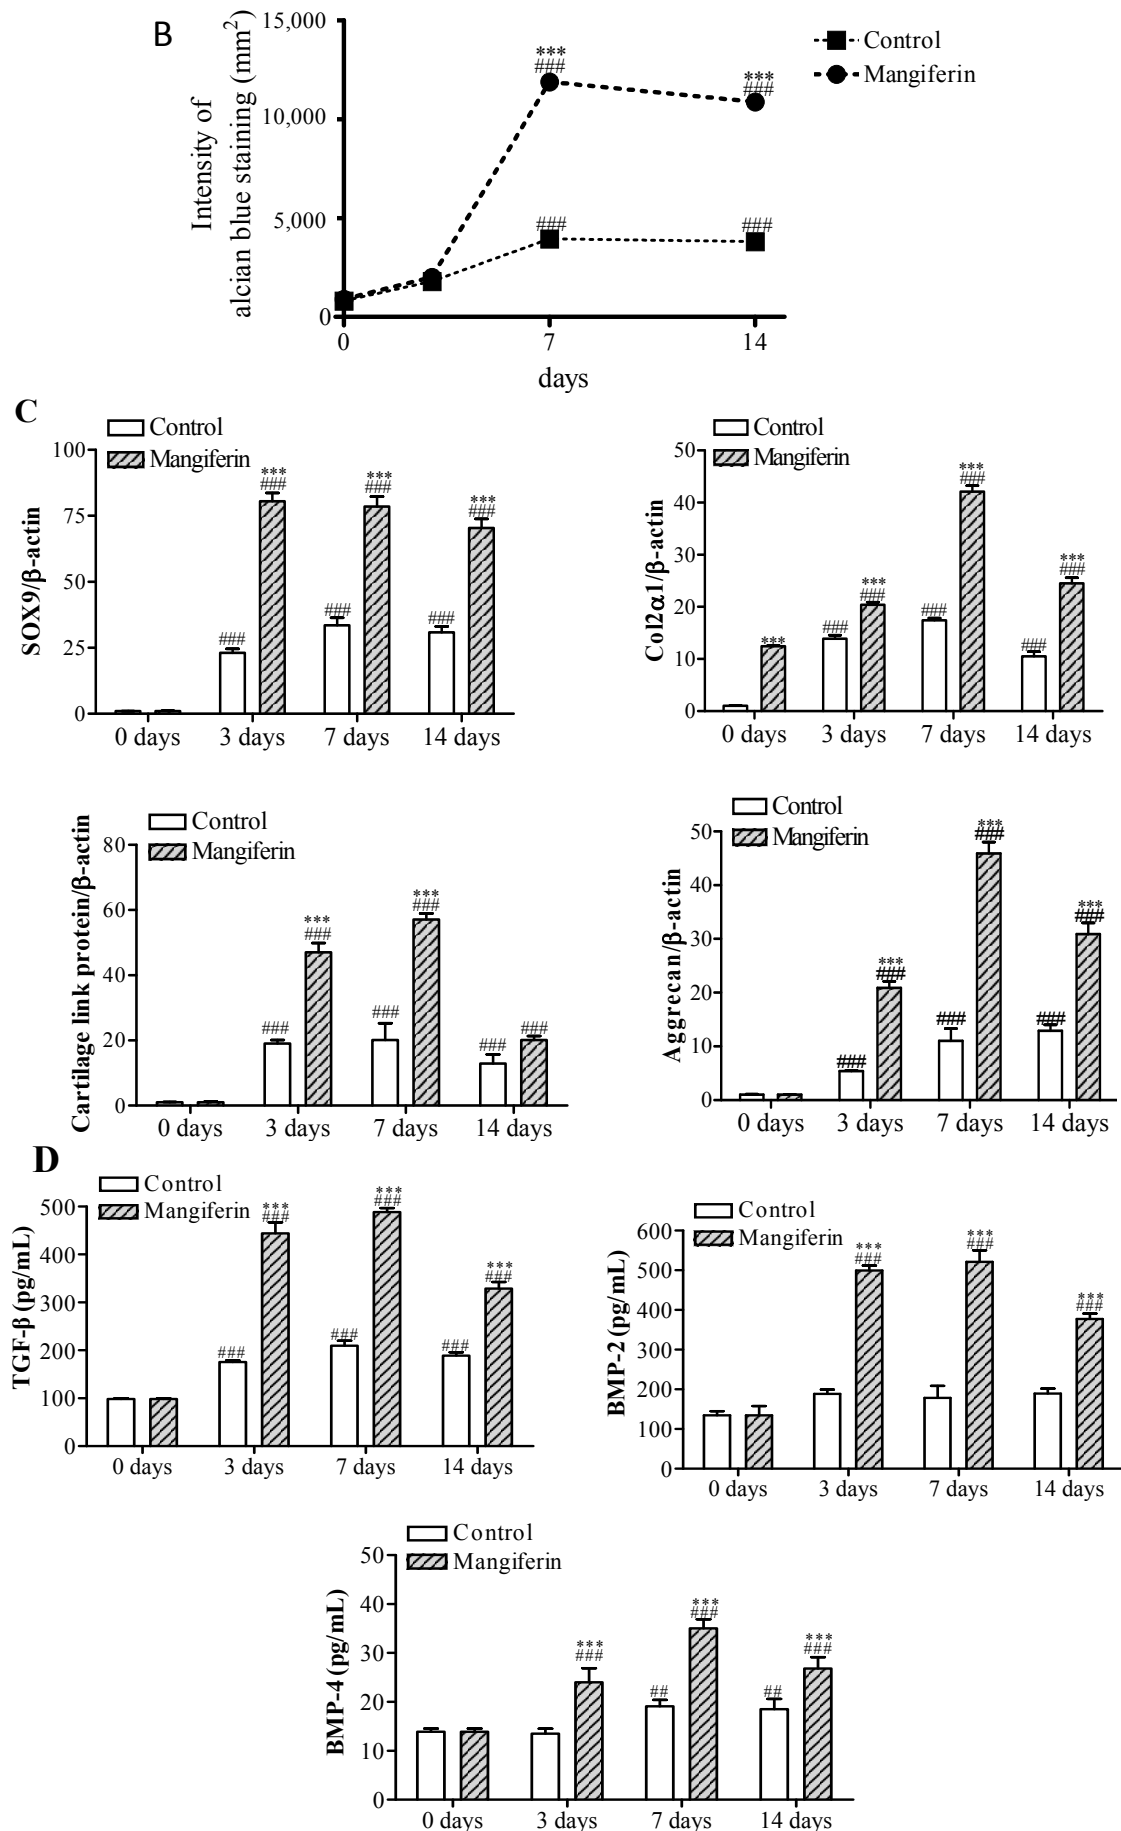 B
15,000
10,000
5,000
0
Intensity of
alcian blue staining (mm²)
Control
Mangiferin
***
###
***
###
###
###
0
7
14
days
C
Control
Mangiferin
100
75
50
25
0
SOX9/β-actin
###
***
###
###
***
###
###
***
###
0 days
3 days
7 days
14 days
Control
Mangiferin
50
40
30
20
10
0
Col2α1/β-actin
***
###
***
###
###
***
###
###
***
###
0 days
3 days
7 days
14 days
Control
Mangiferin
80
60
40
20
0
Cartilage link protein/β-actin
###
***
###
###
***
###
###
###
0 days
3 days
7 days
14 days
Control
Mangiferin
50
40
30
20
10
0
Aggrecan/β-actin
###
***
###
###
***
###
###
***
###
0 days
3 days
7 days
14 days
D
Control
Mangiferin
500
400
300
200
100
0
TGF-β (pg/mL)
###
***
###
###
***
###
###
***
###
0 days
3 days
7 days
14 days
Control
Mangiferin
600
500
400
300
200
100
0
BMP-2 (pg/mL)
***
###
***
###
***
###
0 days
3 days
7 days
14 days
Control
Mangiferin
50
40
30
20
10
0
BMP-4 (pg/mL)
***
###
##
***
###
##
***
###
0 days
3 days
7 days
14 days